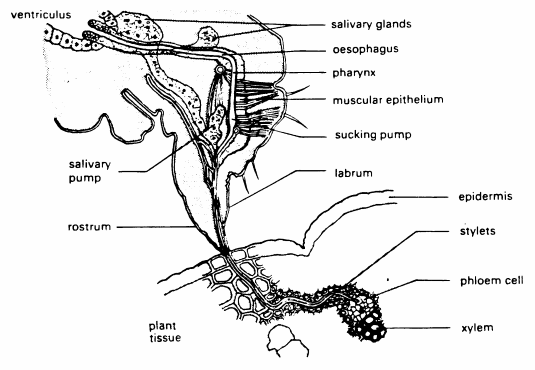 ventriculus
salivary glands
oesophagus
pharynx
muscular epithelium
sucking pump
salivary
pump
labrum
epidermis
rostrum
stylets
phloem cell
plant
tissue
xylem